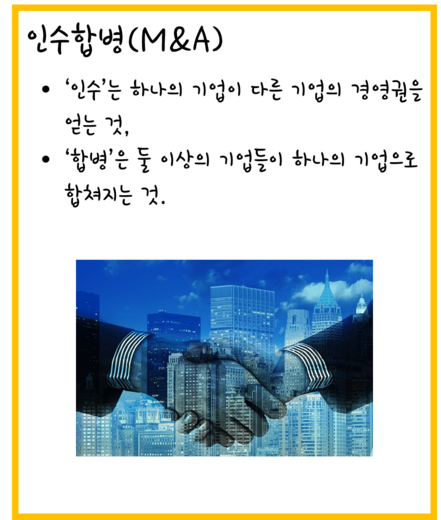 인수합병(M&A)
• ‘인수’는 하나의 기업이 다른 기업의 경영권을
얻는 것,
• ‘합병’은 둘 이상의 기업들이 하나의 기업으로
합쳐지는 것.